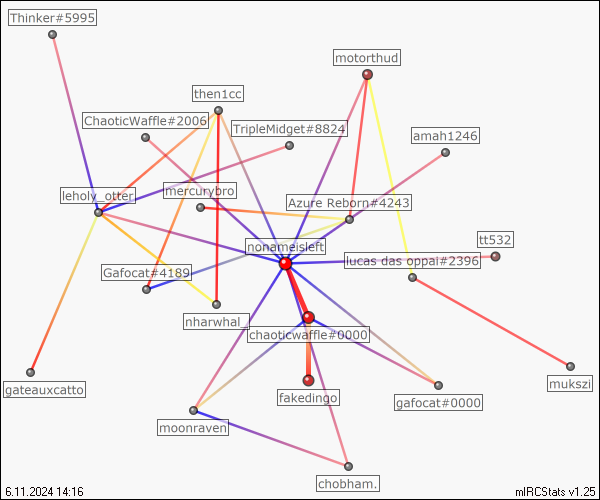 Thinker#5995
motorthud
then1cc
ChaoticWaffle#2006
TripleMidget#8824
amah1246
mercurybro
leholy_otter
Azure Reborn#4243
nonameisleft
tt532
lucas das oppai#2396
Gafocat#4189
nharwhal_
chaoticwaffle#0000
gateauxcatto
fakedingo
mukszi
gafocat#0000
moonraven
chobham.
6.11.2024 14:16
mIRCStats v1.25